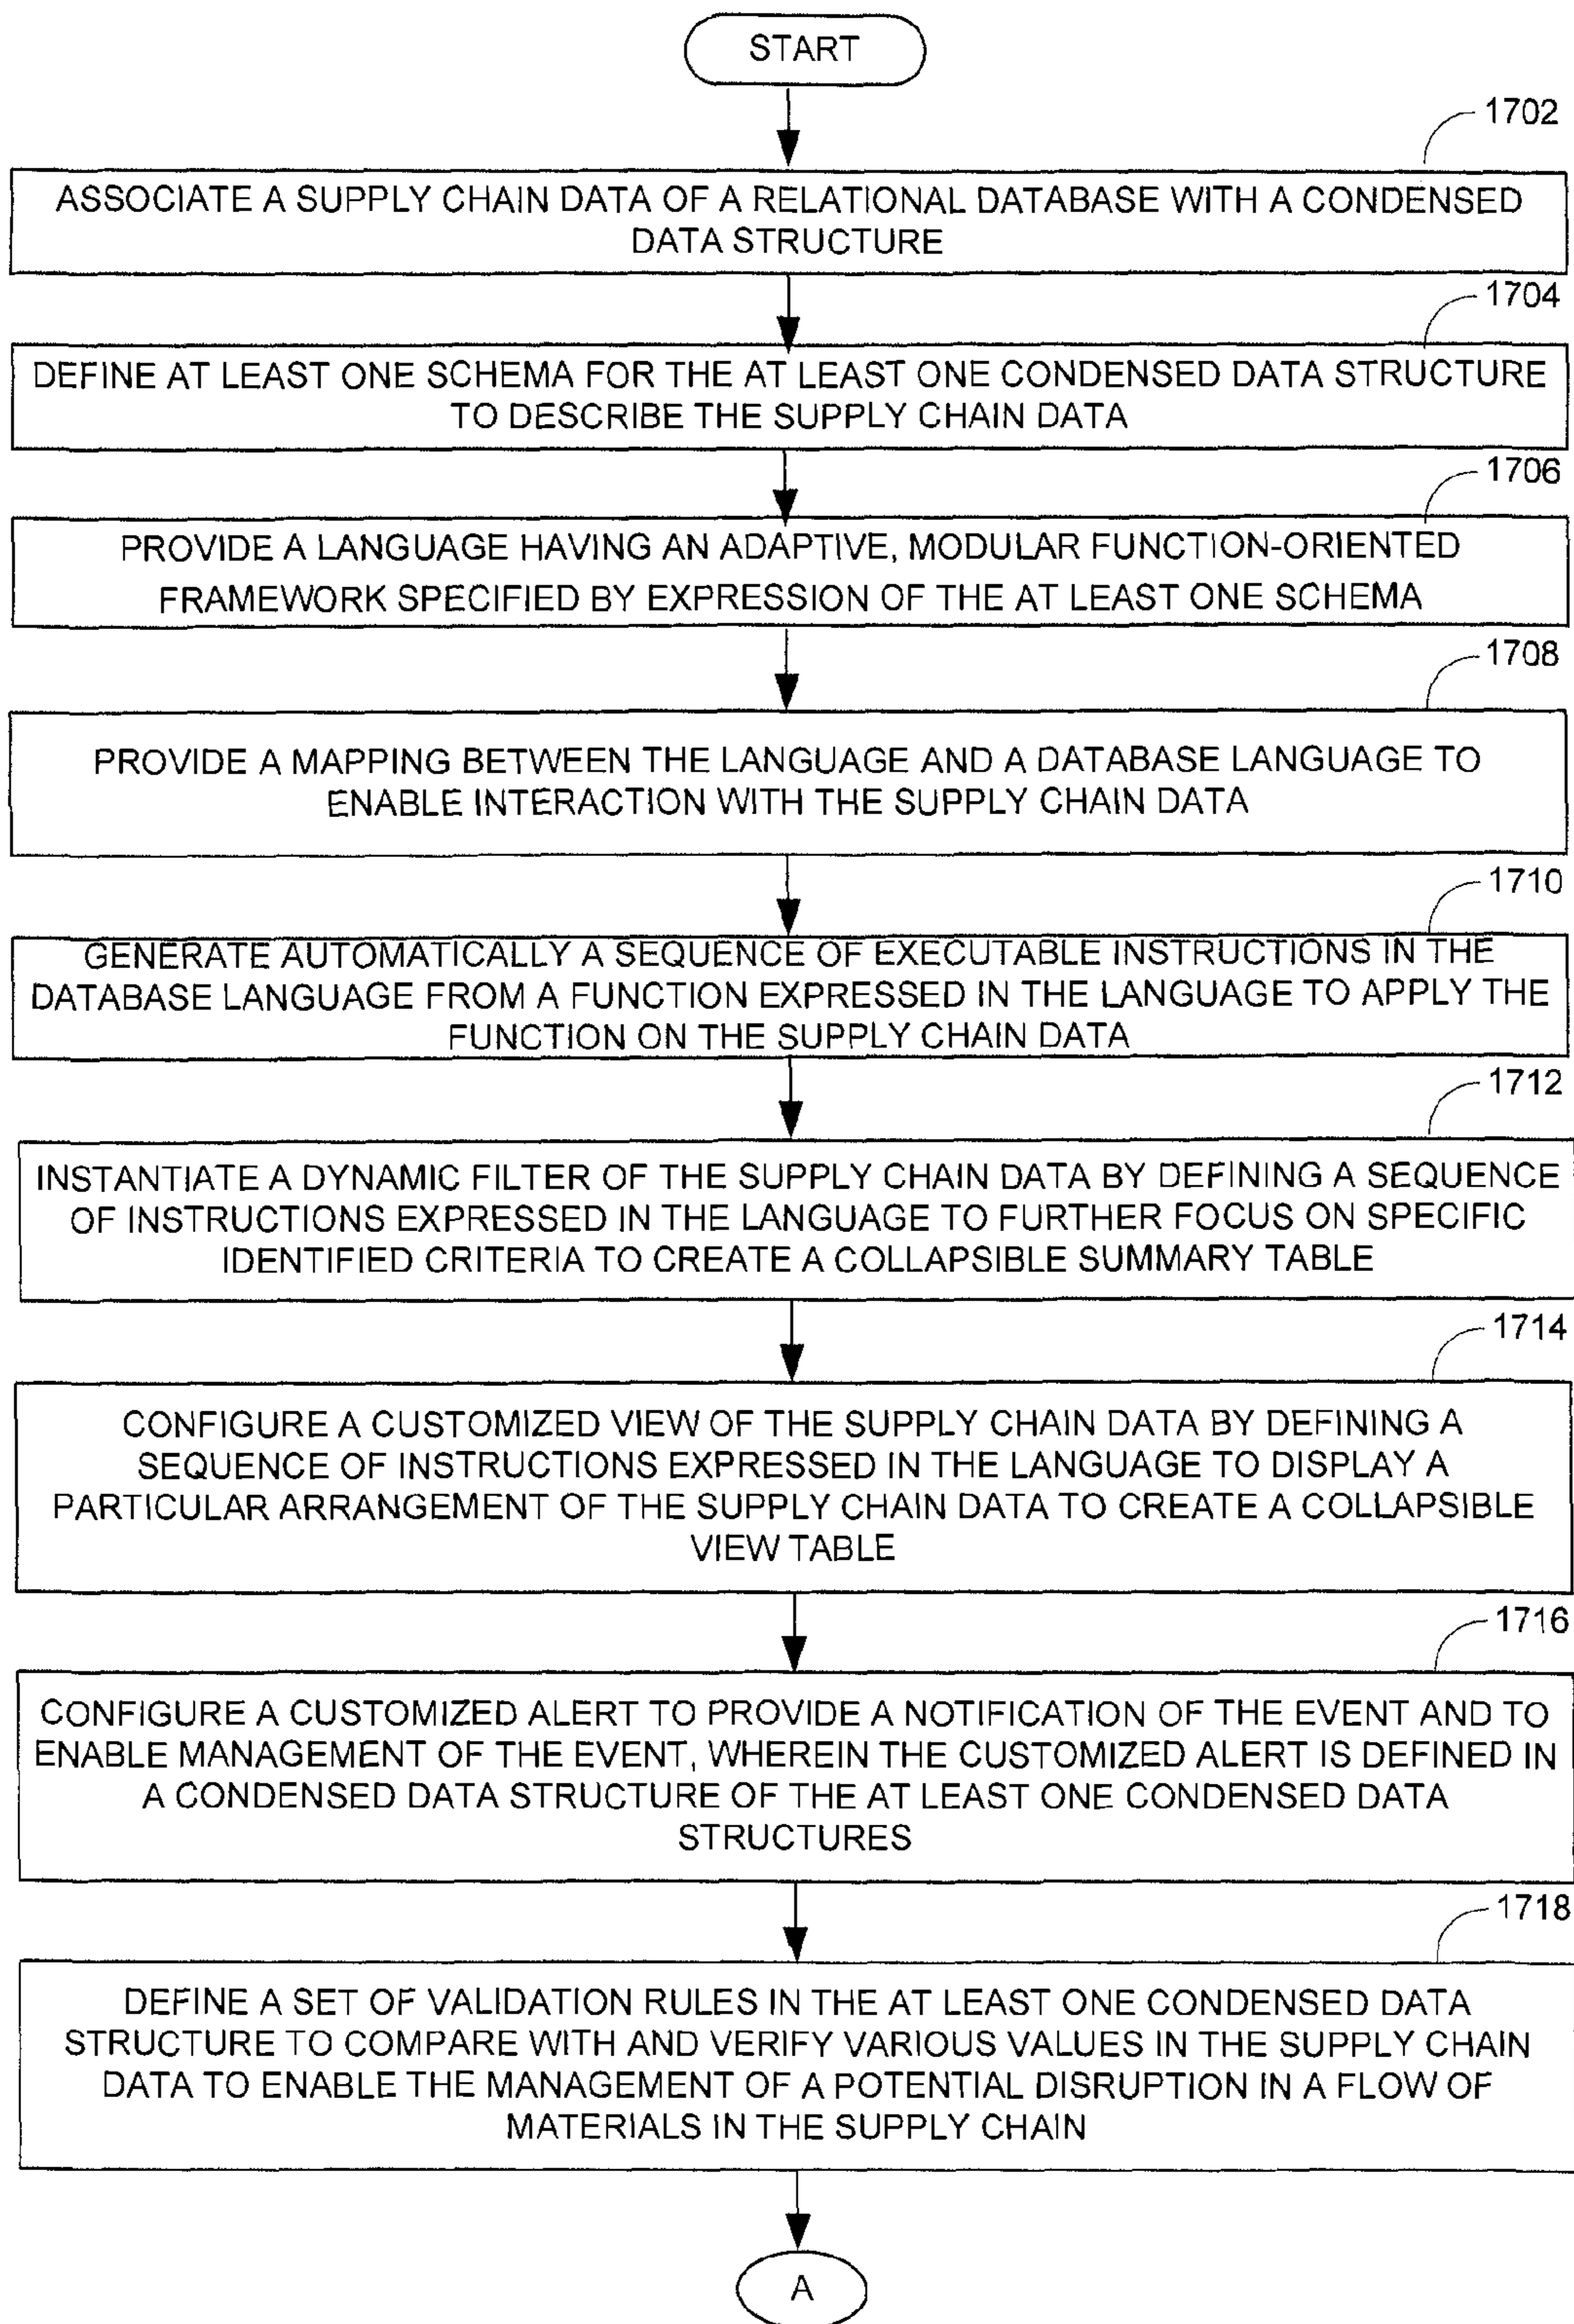 START
1702
ASSOCIATE A SUPPLY CHAIN DATA OF A RELATIONAL DATABASE WITH A CONDENSED
DATA STRUCTURE
1704
DEFINE AT LEAST ONE SCHEMA FOR THE AT LEAST ONE CONDENSED DATA STRUCTURE
TO DESCRIBE THE SUPPLY CHAIN DATA
1706
PROVIDE A LANGUAGE HAVING AN ADAPTIVE, MODULAR FUNCTION-ORIENTED
FRAMEWORK SPECIFIED BY EXPRESSION OF THE AT LEAST ONE SCHEMA
1708
PROVIDE A MAPPING BETWEEN THE LANGUAGE AND A DATABASE LANGUAGE TO
ENABLE INTERACTION WITH THE SUPPLY CHAIN DATA
1710
GENERATE AUTOMATICALLY A SEQUENCE OF EXECUTABLE INSTRUCTIONS IN THE
DATABASE LANGUAGE FROM A FUNCTION EXPRESSED IN THE LANGUAGE TO APPLY THE
FUNCTION ON THE SUPPLY CHAIN DATA
1712
INSTANTIATE A DYNAMIC FILTER OF THE SUPPLY CHAIN DATA BY DEFINING A SEQUENCE
OF INSTRUCTIONS EXPRESSED IN THE LANGUAGE TO FURTHER FOCUS ON SPECIFIC
IDENTIFIED CRITERIA TO CREATE A COLLAPSIBLE SUMMARY TABLE
1714
CONFIGURE A CUSTOMIZED VIEW OF THE SUPPLY CHAIN DATA BY DEFINING A
SEQUENCE OF INSTRUCTIONS EXPRESSED IN THE LANGUAGE TO DISPLAY A
PARTICULAR ARRANGEMENT OF THE SUPPLY CHAIN DATA TO CREATE A COLLAPSIBLE
VIEW TABLE
1716
CONFIGURE A CUSTOMIZED ALERT TO PROVIDE A NOTIFICATION OF THE EVENT AND TO
ENABLE MANAGEMENT OF THE EVENT, WHEREIN THE CUSTOMIZED ALERT IS DEFINED IN
A CONDENSED DATA STRUCTURE OF THE AT LEAST ONE CONDENSED DATA
STRUCTURES
1718
DEFINE A SET OF VALIDATION RULES IN THE AT LEAST ONE CONDENSED DATA
STRUCTURE TO COMPARE WITH AND VERIFY VARIOUS VALUES IN THE SUPPLY CHAIN
DATA TO ENABLE THE MANAGEMENT OF A POTENTIAL DISRUPTION IN A FLOW OF
MATERIALS IN THE SUPPLY CHAIN
A